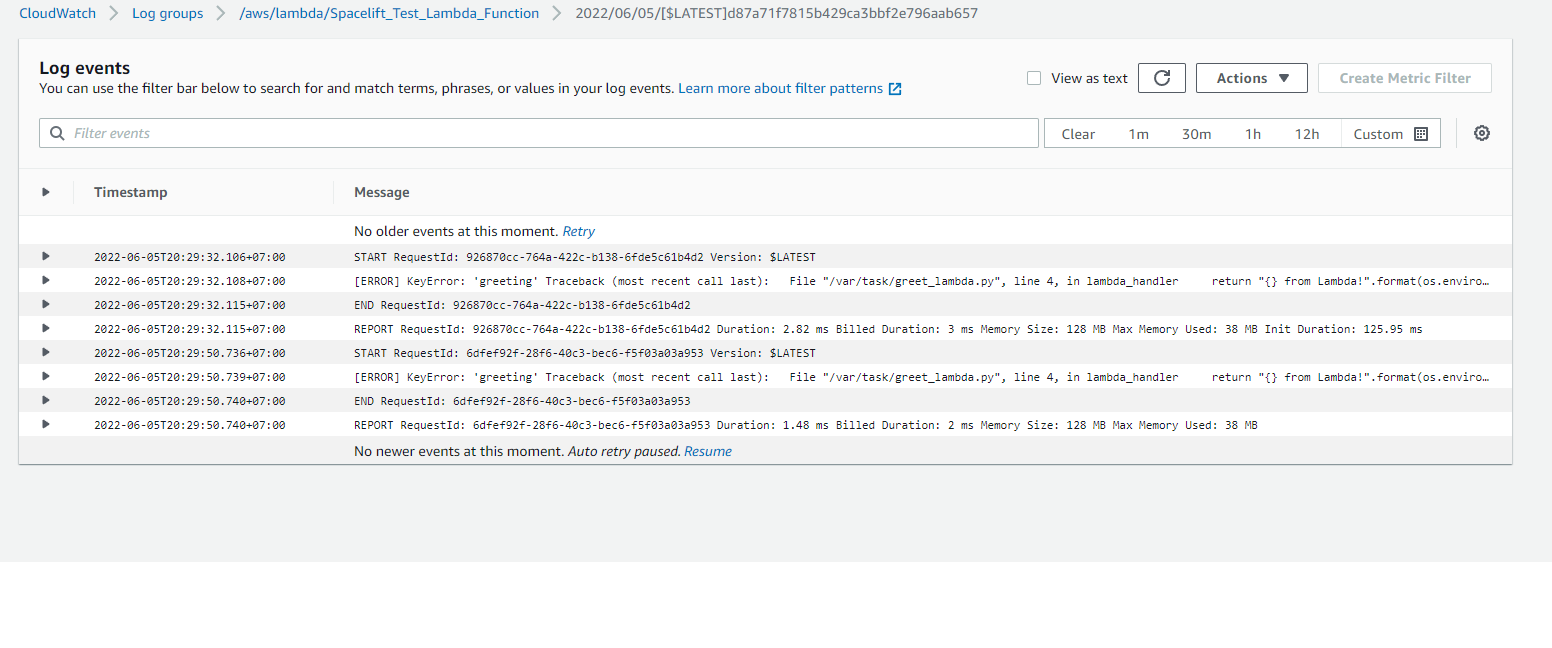 CloudWatch > Log groups > /aws/lambda/Spacelift_Test_Lambda_Function > 2022/06/05/[$LATEST]d87a71f7815b429ca3bbf2e796aab657
Log events
You can use the filter bar below to search for and match terms, phrases, or values in your log events. Learn more about filter patterns
View as text
Actions
Create Metric Filter
Filter events
Clear 1m 30m 1h 12h Custom
Timestamp Message
No older events at this moment. Retry
2022-06-05T20:29:32.106+07:00 START RequestId: 926870cc-764a-422c-b138-6fde5c61b4d2 Version: $LATEST
2022-06-05T20:29:32.108+07:00 [ERROR] KeyError: 'greeting' Traceback (most recent call last): File "/var/task/greet_lambda.py", line 4, in lambda_handler return "{} from Lambda!".format(os.enviro…
2022-06-05T20:29:32.115+07:00 END RequestId: 926870cc-764a-422c-b138-6fde5c61b4d2
2022-06-05T20:29:32.115+07:00 REPORT RequestId: 926870cc-764a-422c-b138-6fde5c61b4d2 Duration: 2.82 ms Billed Duration: 3 ms Memory Size: 128 MB Max Memory Used: 38 MB Init Duration: 125.95 ms
2022-06-05T20:29:50.736+07:00 START RequestId: 6dfef92f-28f6-40c3-bec6-f5f03a03a953 Version: $LATEST
2022-06-05T20:29:50.739+07:00 [ERROR] KeyError: 'greeting' Traceback (most recent call last): File "/var/task/greet_lambda.py", line 4, in lambda_handler return "{} from Lambda!".format(os.enviro…
2022-06-05T20:29:50.740+07:00 END RequestId: 6dfef92f-28f6-40c3-bec6-f5f03a03a953
2022-06-05T20:29:50.740+07:00 REPORT RequestId: 6dfef92f-28f6-40c3-bec6-f5f03a03a953 Duration: 1.48 ms Billed Duration: 2 ms Memory Size: 128 MB Max Memory Used: 38 MB
No newer events at this moment. Auto retry paused. Resume